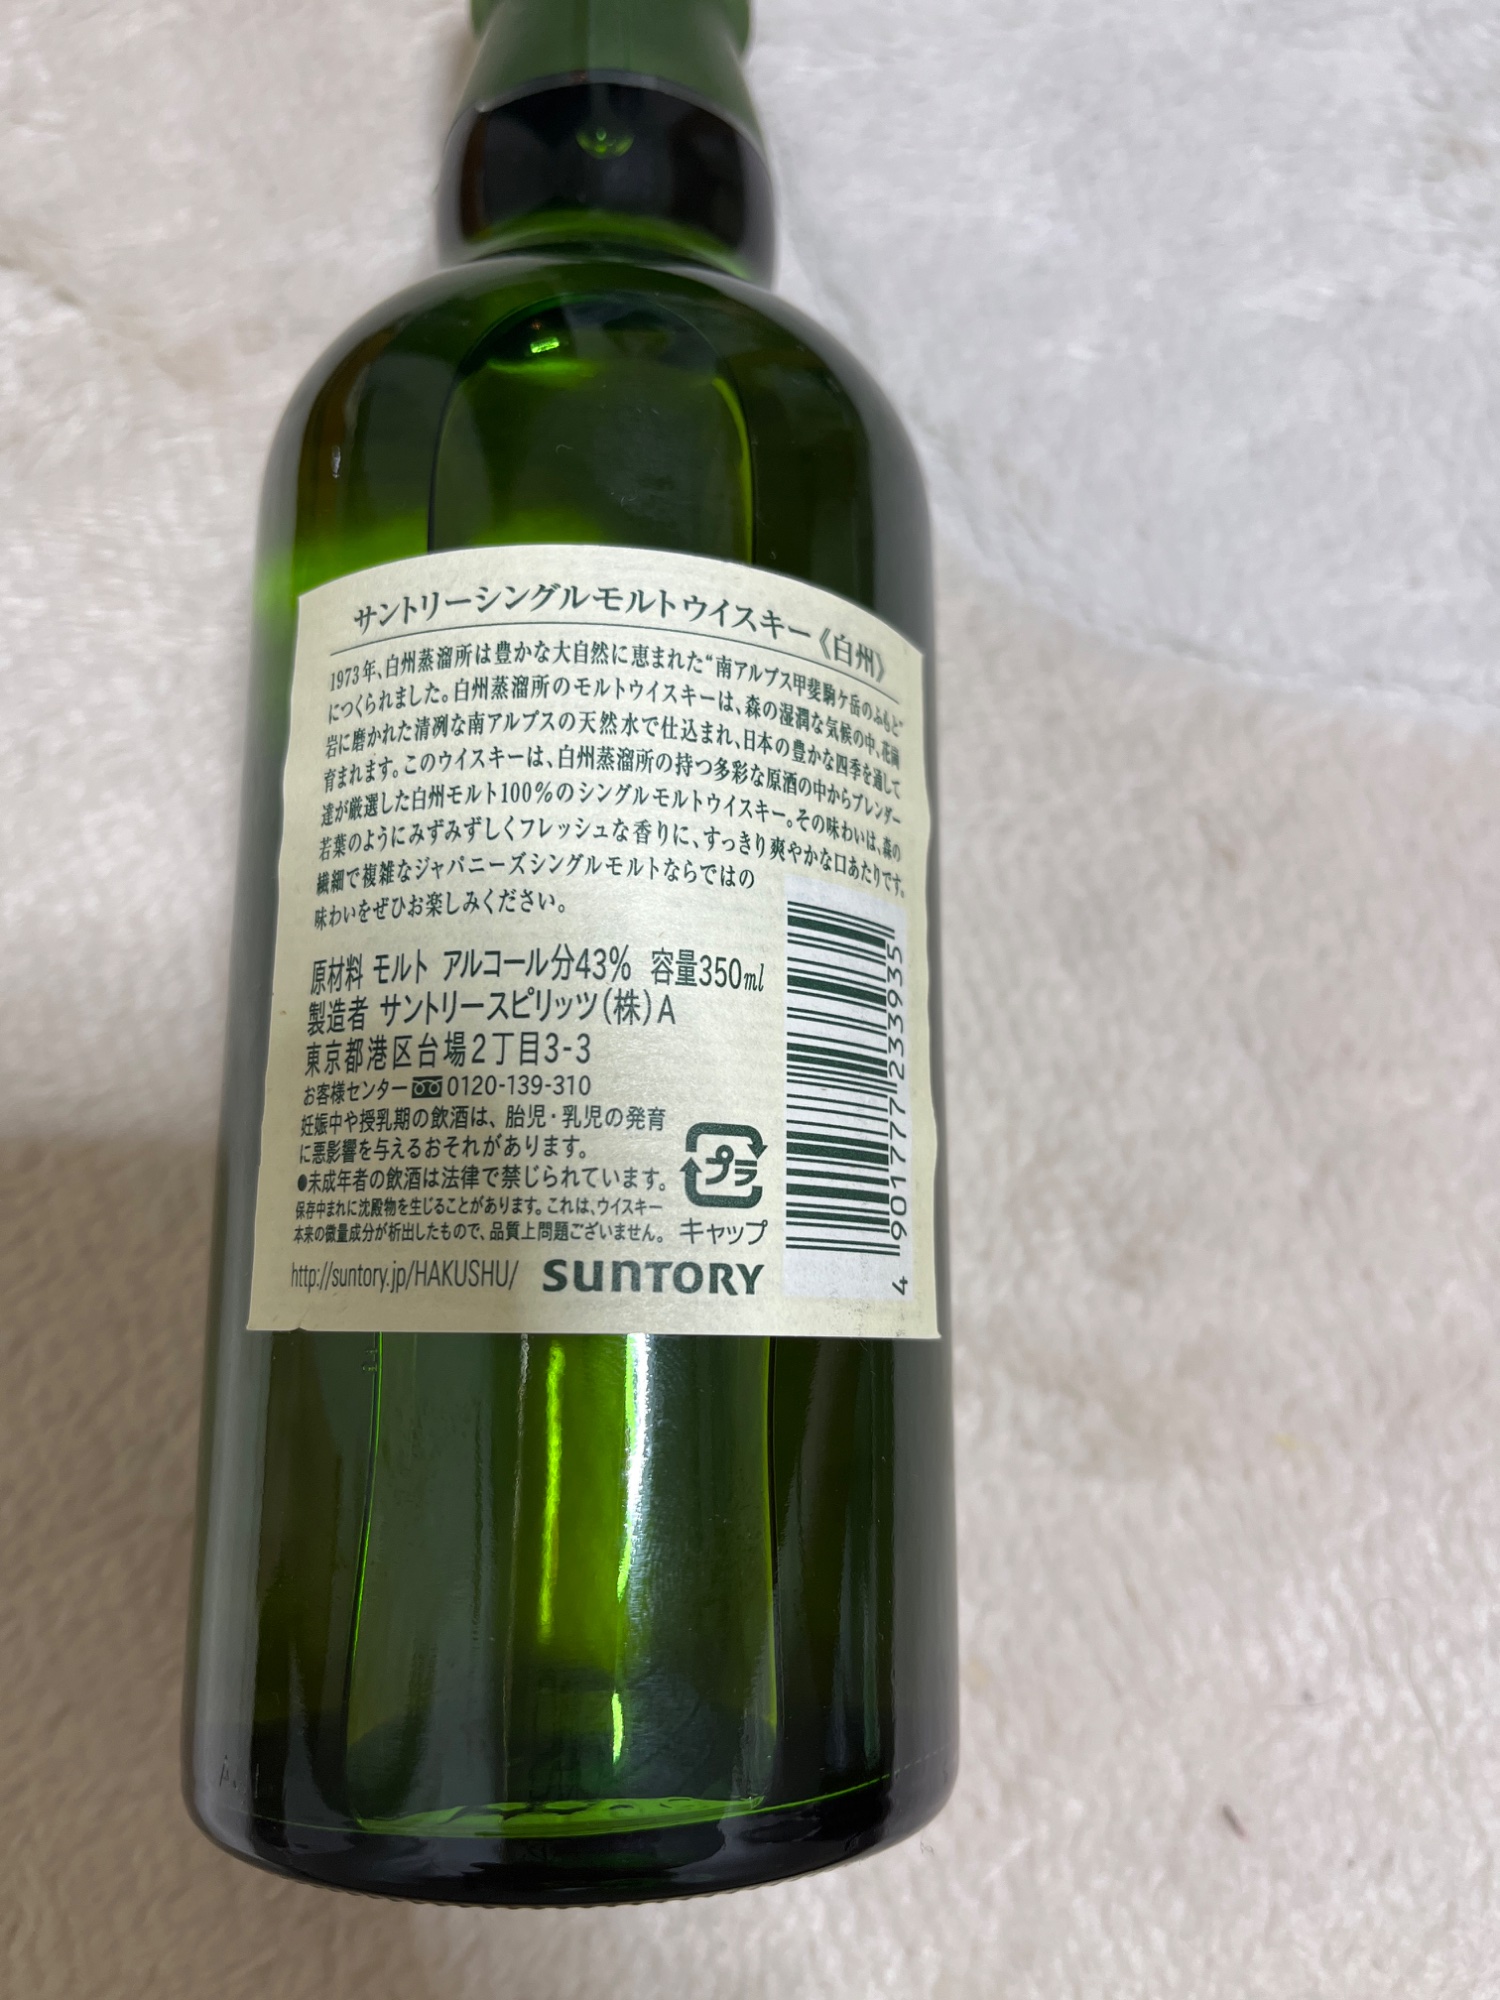 サントリーシングルモルトウイスキー《白州》
1973年、白州蒸溜所は豊かな大自然に恵まれた“南アルプス甲斐駒ケ岳のふもと”
につくられました。白州蒸溜所のモルトウイスキーは、森の湿潤な気候の中、花崗
岩に磨かれた清冽な南アルプスの天然水で仕込まれ、日本の豊かな四季を通して
育まれます。このウイスキーは、白州蒸溜所の持つ多彩な原酒の中からブレンダー
達が厳選した白州モルト100%のシングルモルトウイスキー。その味わいは、森の
若葉のようにみずみずしくフレッシュな香りに、すっきり爽やかな口あたりです。
繊細で複雑なジャパニーズシングルモルトならではの
味わいをぜひお楽しみください。
原材料 モルト アルコール分43% 容量350ml
製造者 サントリースピリッツ(株)A
東京都港区台場2丁目3-3
お客様センター 0120-139-310
妊娠中や授乳期の飲酒は、胎児・乳児の発育
に悪影響を与えるおそれがあります。
●未成年者の飲酒は法律で禁じられています。
保存中まれに沈殿物を生じることがあります。これは、ウイスキー
本来の微量成分が析出したもので、品質上問題ございません。
プラ
キャップ
http://suntory.jp/HAKUSHU/ SUNTORY
4 901777 233935